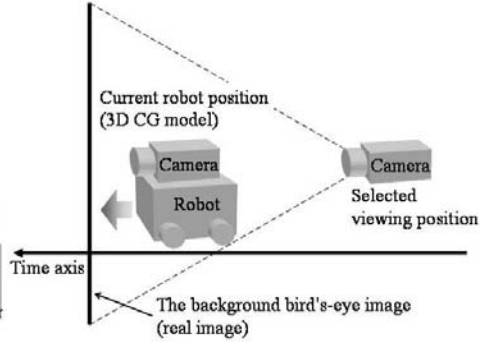 Current robot position
(3D CG model)
Camera
Robot
Camera
Selected
viewing position
Time axis
The background bird's-eye image
(real image)